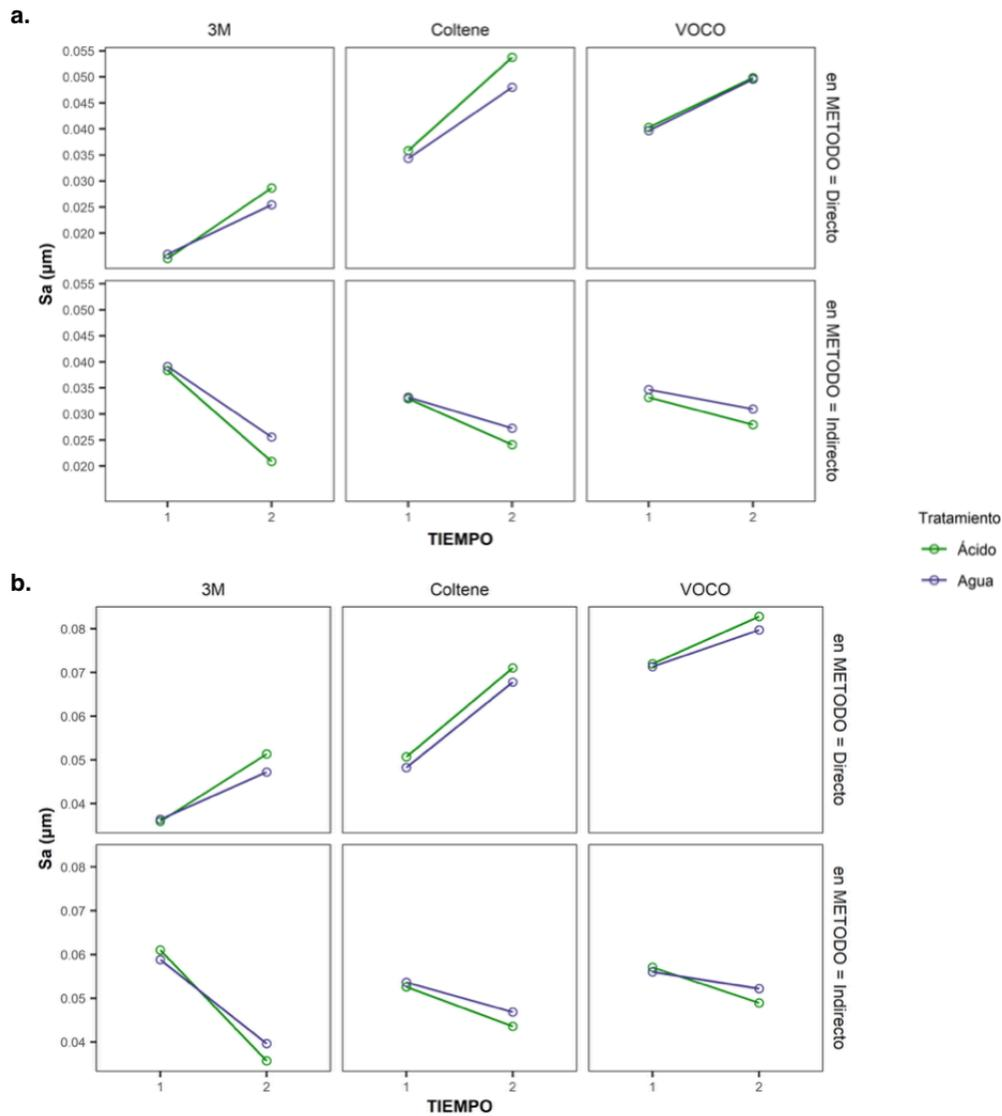 a.
3M Coltene VOCO
0.055
0.050
0.045
0.040
0.035
0.030
0.025
0.020
en METODO = Directo
Sa (µm)
0.055
0.050
0.045
0.040
0.035
0.030
0.025
0.020
en METODO = Indirecto
1 2 1 2 1 2
TIEMPO
Tratamiento
Ácido
Agua
b.
3M Coltene VOCO
0.08
0.07
0.06
0.05
0.04
en METODO = Directo
Sa (µm)
0.08
0.07
0.06
0.05
0.04
en METODO = Indirecto
1 2 1 2 1 2
TIEMPO